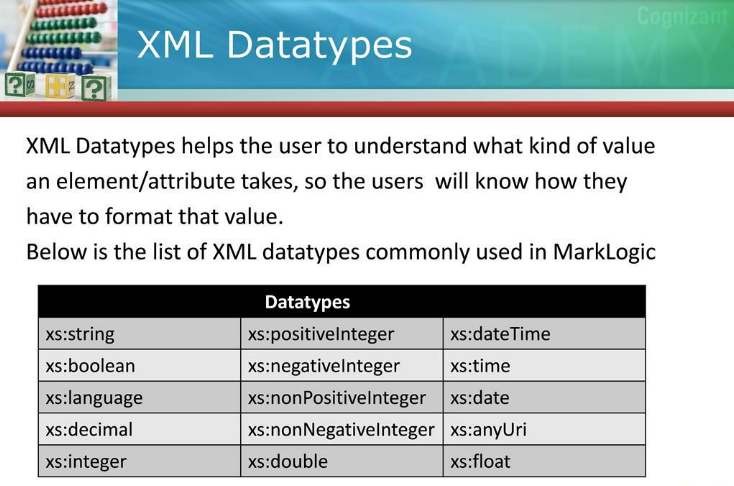 Cognizant
ACADEMY
XML Datatypes
XML Datatypes helps the user to understand what kind of value
an element/attribute takes, so the users will know how they
have to format that value.
Below is the list of XML datatypes commonly used in MarkLogic
Datatypes
xs:string xs:positiveInteger xs:dateTime
xs:boolean xs:negativeInteger xs:time
xs:language xs:nonPositiveInteger xs:date
xs:decimal xs:nonNegativeInteger xs:anyUri
xs:integer xs:double xs:float